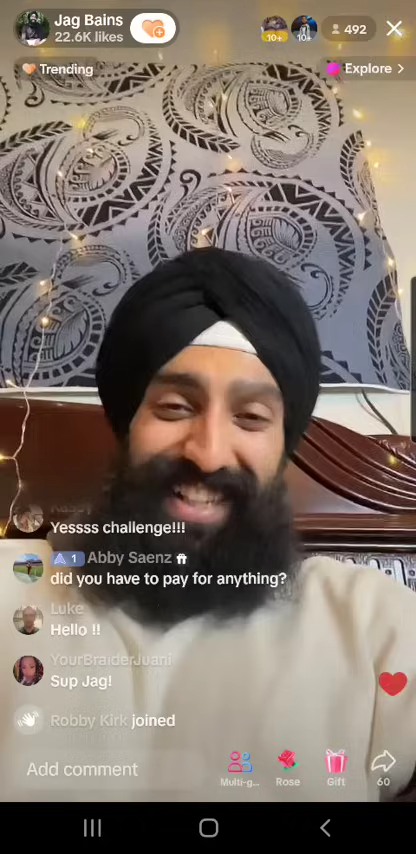 Jag Bains
22.6K likes
10+
10+
492
Trending
Explore >
Yessss challenge!!!
1 Abby Saenz
did you have to pay for anything?
Luke
Hello !!
YourBraiderJuani
Sup Jag!
Robby Kirk joined
Add comment
Multi-g...
Rose
Gift
60